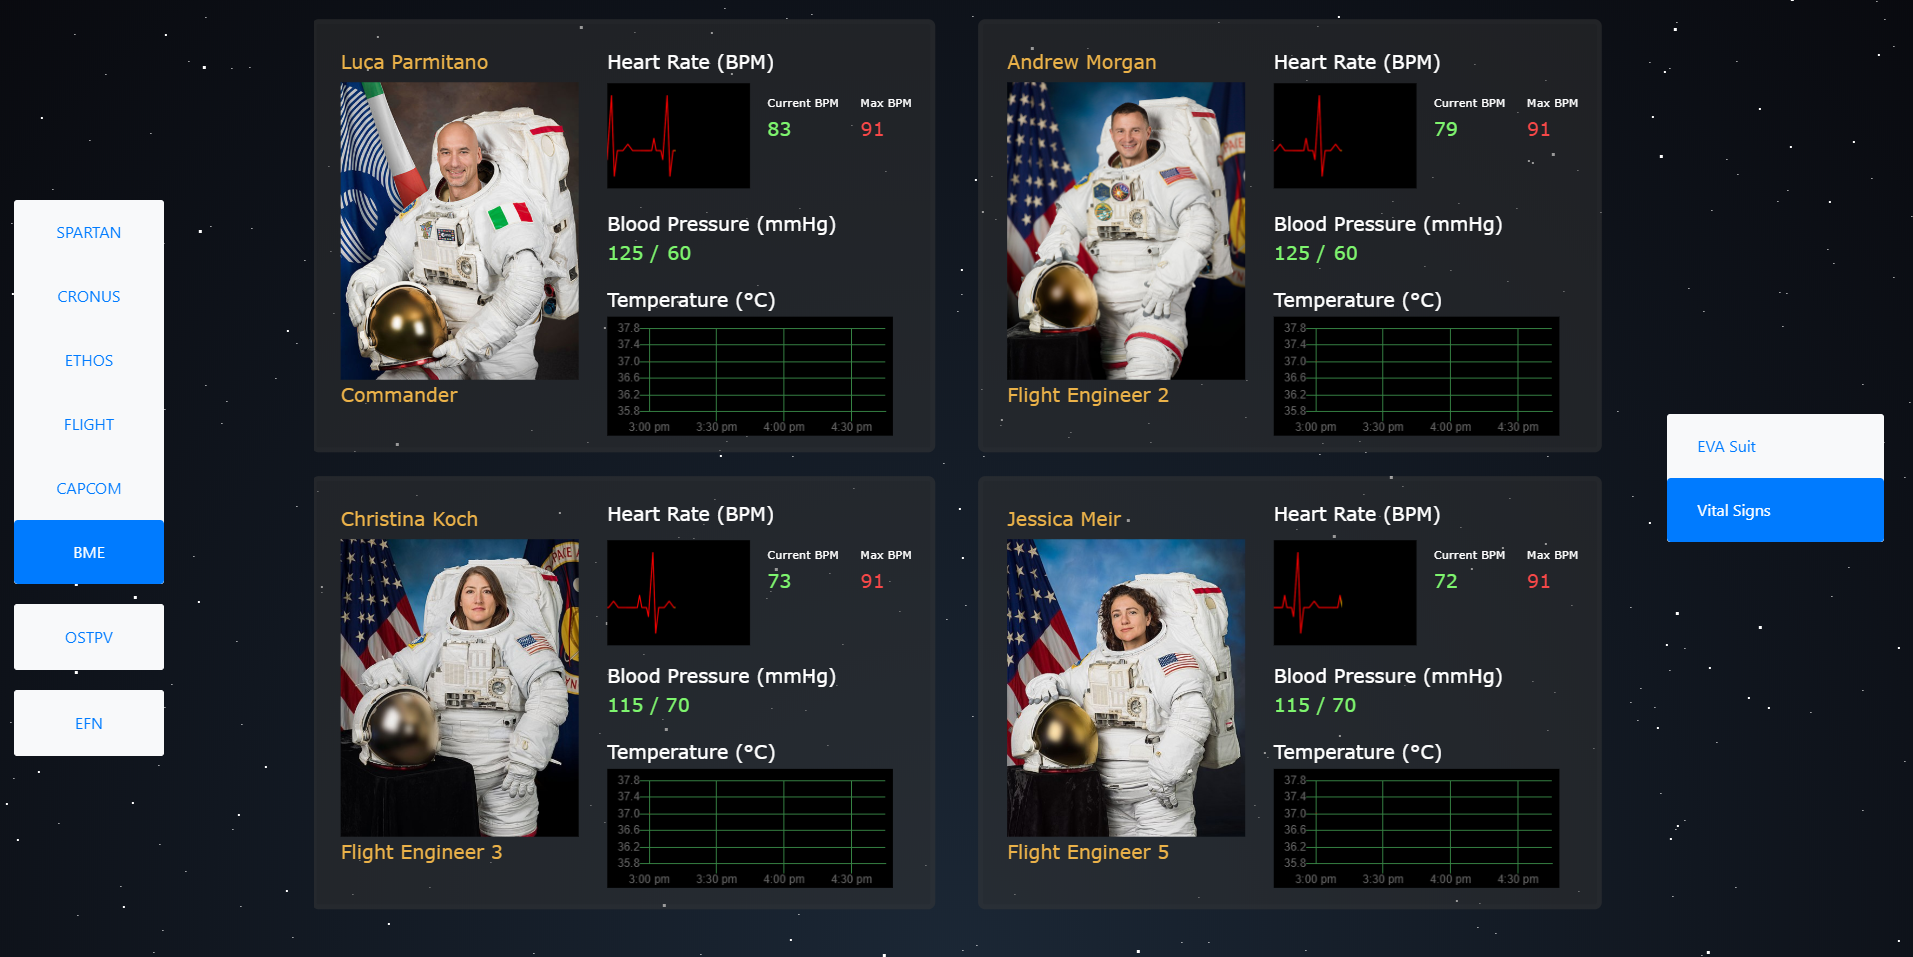 SPARTAN
CRONUS
ETHOS
FLIGHT
CAPCOM
BME
OSTPV
EFN
Luca Parmitano
Commander
Heart Rate (BPM)
Current BPM Max BPM
83 91
Blood Pressure (mmHg)
125 / 60
Temperature (°C)
37.8
37.4
37.0
36.6
36.2
35.8
3:00 pm 3:30 pm 4:00 pm 4:30 pm
Andrew Morgan
Flight Engineer 2
Heart Rate (BPM)
Current BPM Max BPM
79 91
Blood Pressure (mmHg)
125 / 60
Temperature (°C)
37.8
37.4
37.0
36.6
36.2
35.8
3:00 pm 3:30 pm 4:00 pm 4:30 pm
Christina Koch
Flight Engineer 3
Heart Rate (BPM)
Current BPM Max BPM
73 91
Blood Pressure (mmHg)
115 / 70
Temperature (°C)
37.8
37.4
37.0
36.6
36.2
35.8
3:00 pm 3:30 pm 4:00 pm 4:30 pm
Jessica Meir
Flight Engineer 5
Heart Rate (BPM)
Current BPM Max BPM
72 91
Blood Pressure (mmHg)
115 / 70
Temperature (°C)
37.8
37.4
37.0
36.6
36.2
35.8
3:00 pm 3:30 pm 4:00 pm 4:30 pm
EVA Suit
Vital Signs